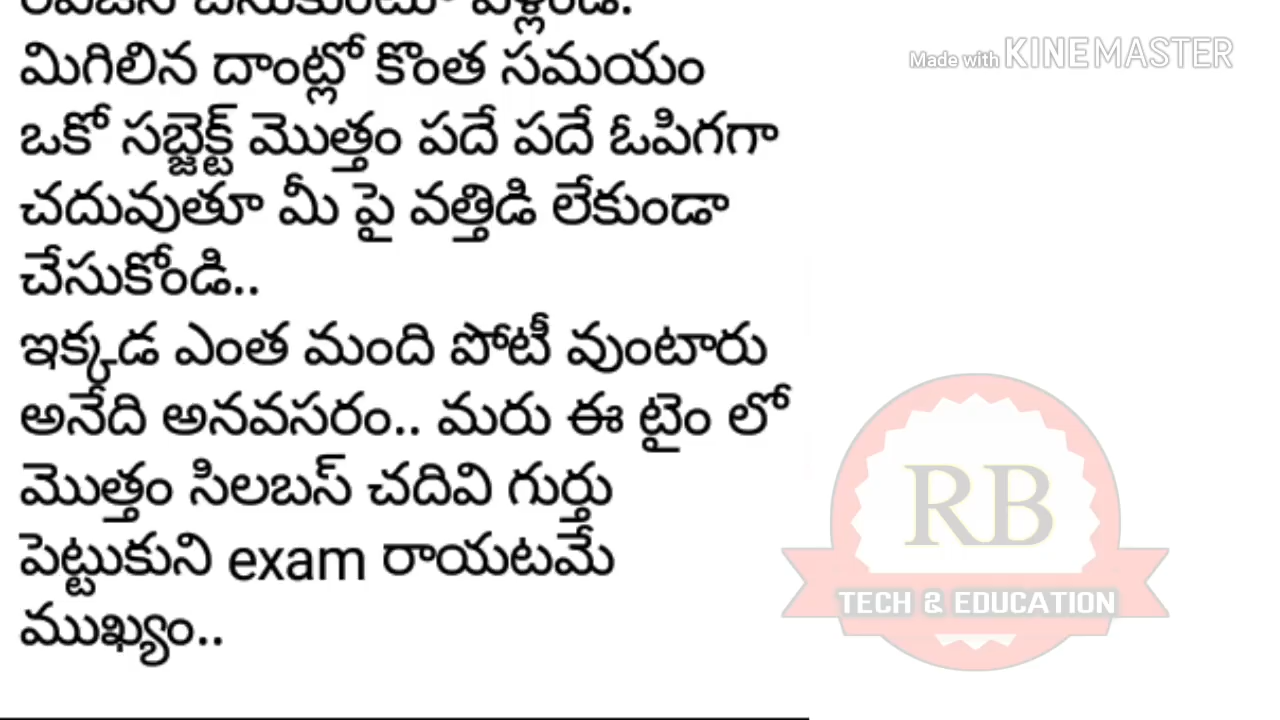 మిగిలిన దాంట్లో కొంత సమయం
ఒకో సబ్జెక్ట్ మొత్తం పదే పదే ఓపిగగా
చదువుతూ మీ పై వత్తిడి లేకుండా
చేసుకోండి..
ఇక్కడ ఎంత మంది పోటీ వుంటారు
అనేది అనవసరం.. మరు ఈ టైం లో
మొత్తం సిలబస్ చదివి గుర్తు
పెట్టుకుని exam రాయటమే
ముఖ్యం..
Made with KINEMASTER
RB
TECH & EDUCATION